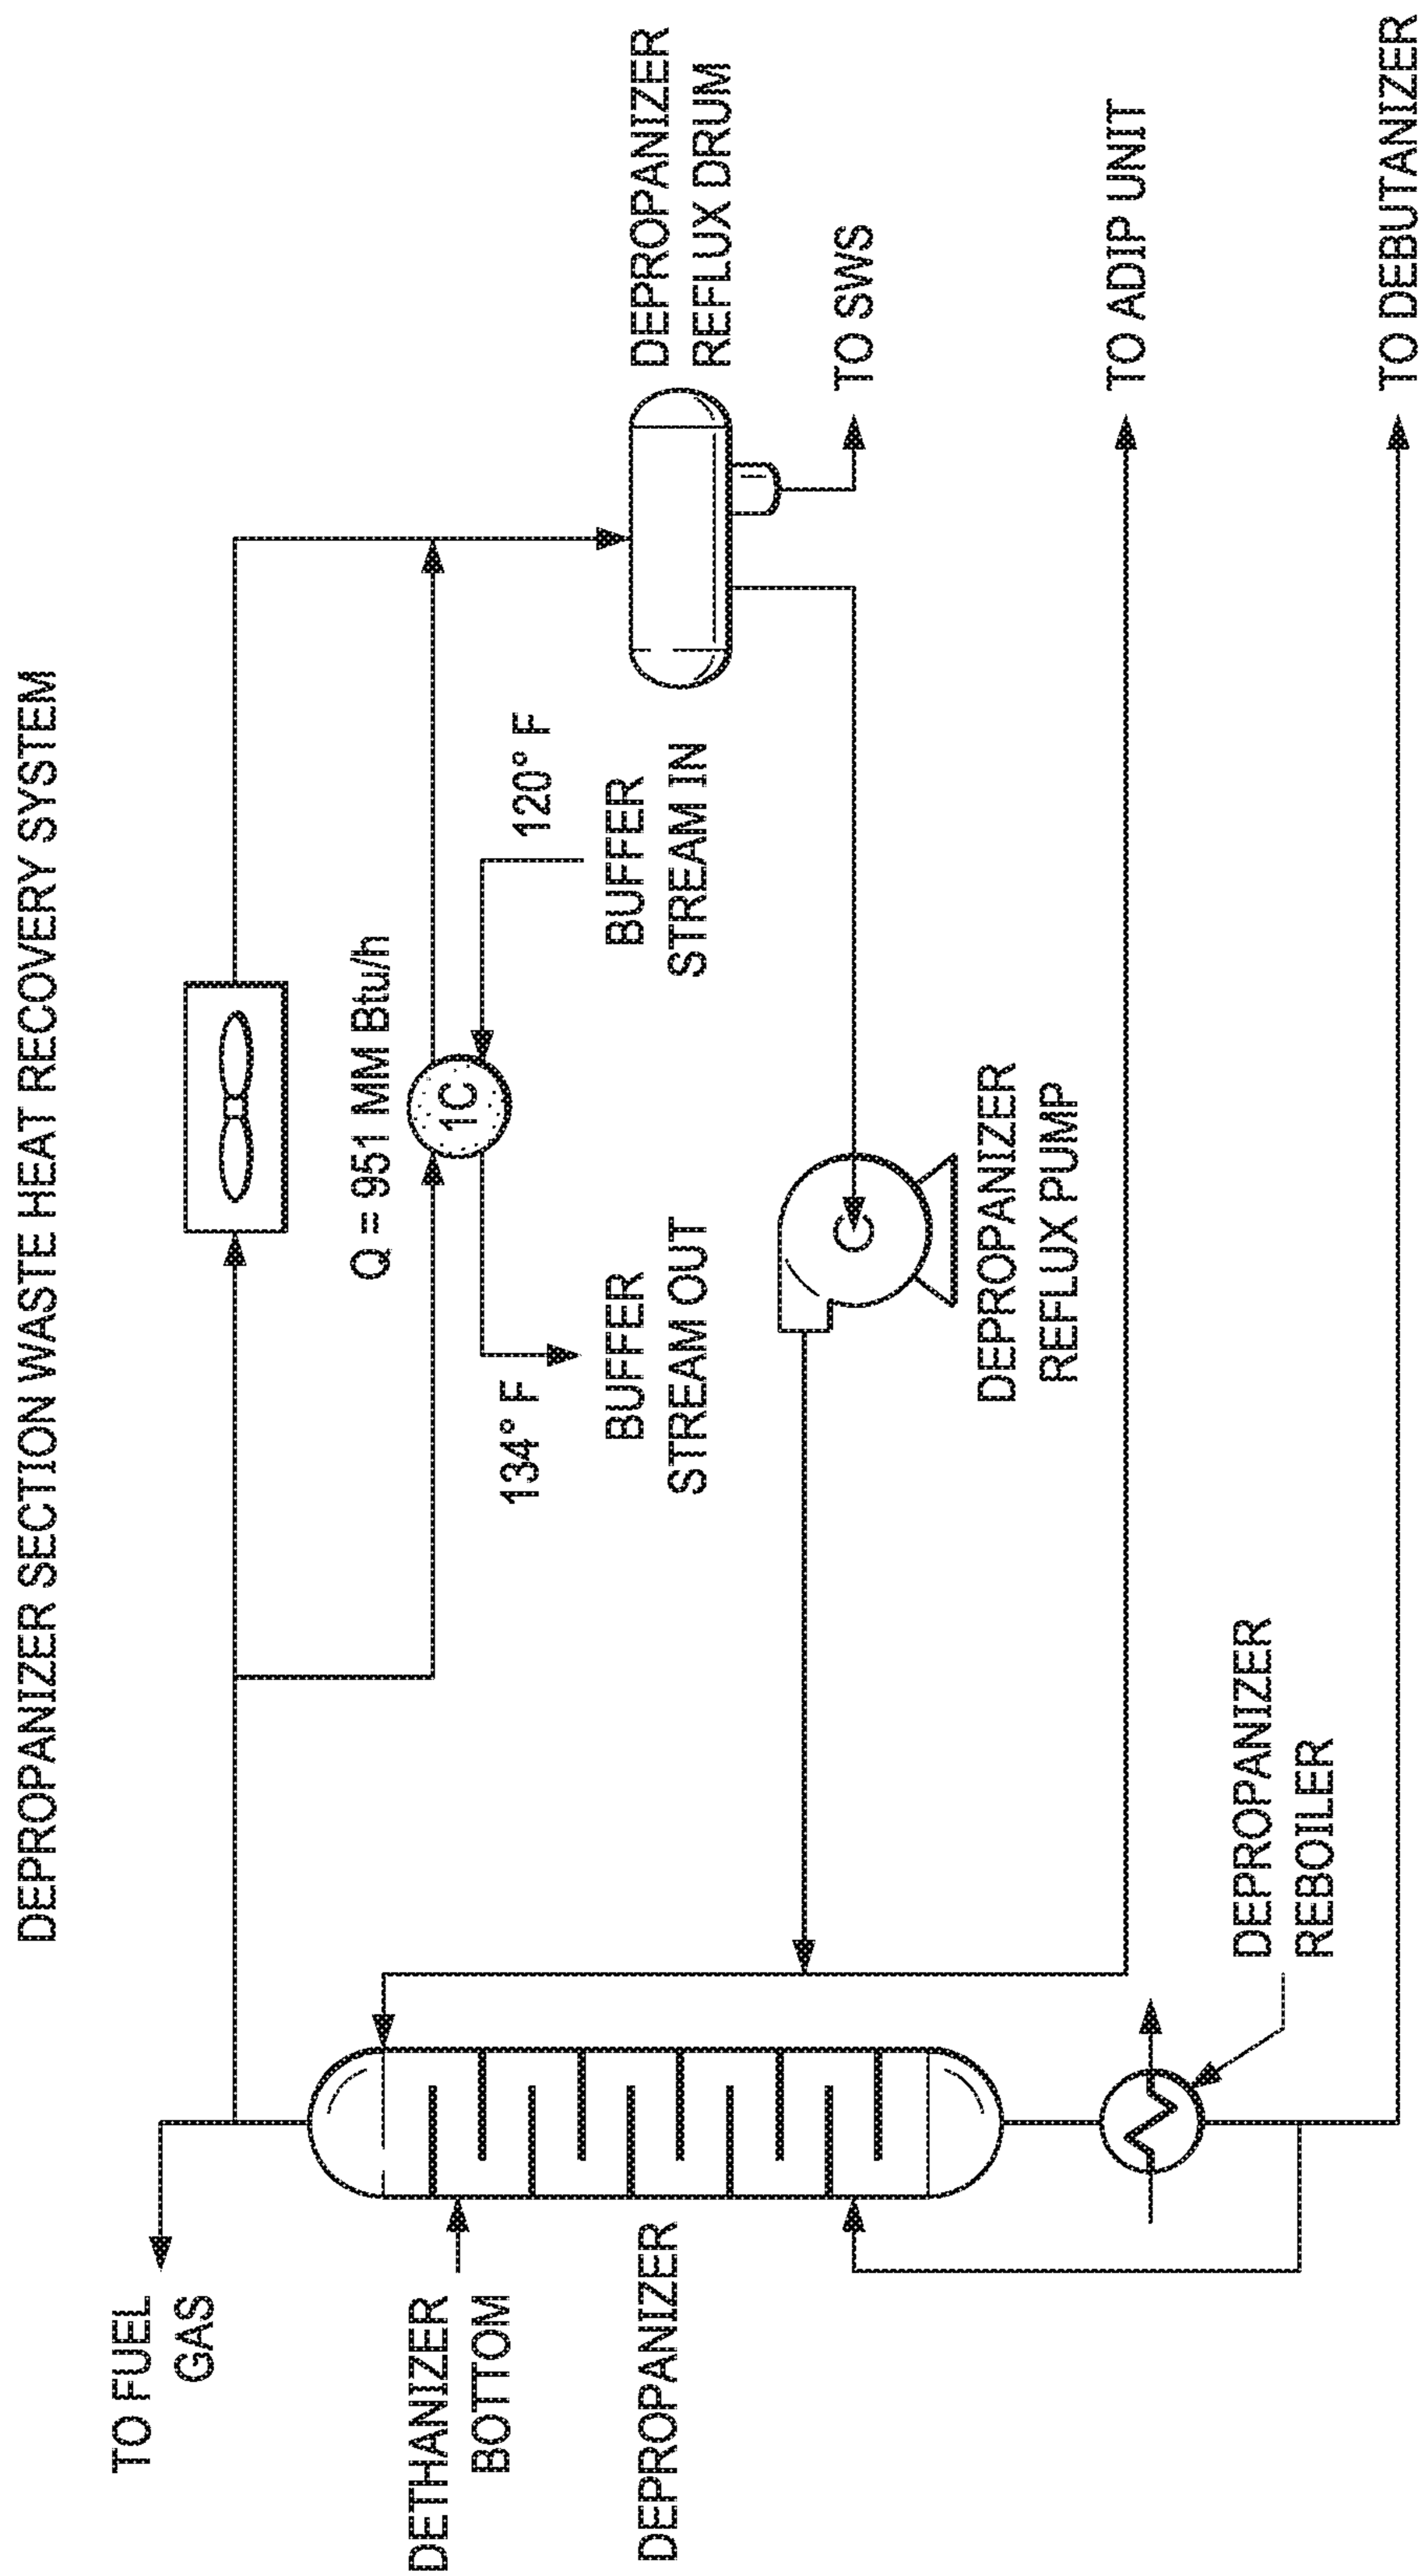 DEPROPANIZER SECTION WASTE HEAT RECOVERY SYSTEM
TO FUEL
GAS
Q = 951 MM Btu/h
1C
DETHANIZER
BOTTOM
134° F
120° F
BUFFER
STREAM OUT
BUFFER
STREAM IN
DEPROPANIZER
REFLUX DRUM
DEPROPANIZER
TO SWS
DEPROPANIZER
REFLUX PUMP
TO ADIP UNIT
DEPROPANIZER
REBOILER
TO DEBUTANIZER